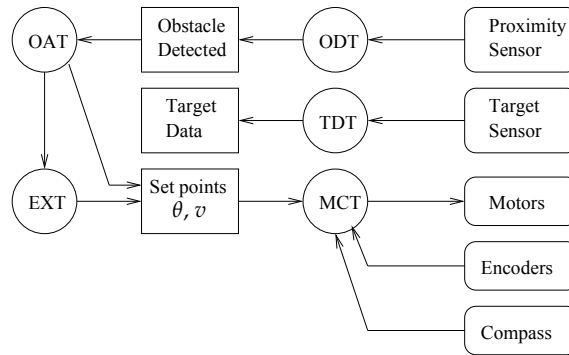 OAT
Obstacle
Detected
ODT
Proximity
Sensor
Target
Data
TDT
Target
Sensor
EXT
Set points
θ, v
MCT
Motors
Encoders
Compass